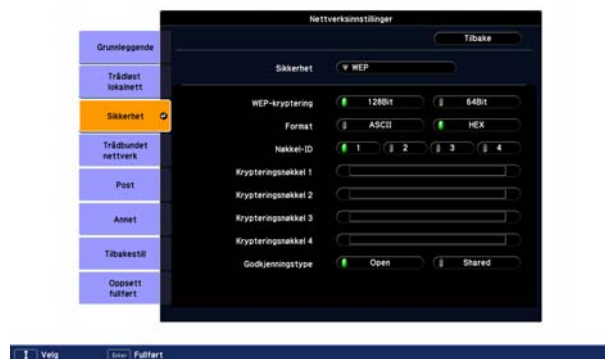 Nettverksinnstillinger
Tilbake
Grunnleggende
Trådløst
lokalnett
Sikkerhet
Trådbundet
nettverk
Post
Annet
Tilbakestill
Oppsett
fullført
Sikkerhet WEP
WEP-kryptering 128Bit 64Bit
Format ASCII HEX
Nøkkel-ID 1 2 3 4
Krypteringsnøkkel 1
Krypteringsnøkkel 2
Krypteringsnøkkel 3
Krypteringsnøkkel 4
Godkjenningstype Open Shared
Velg Enter Fullført